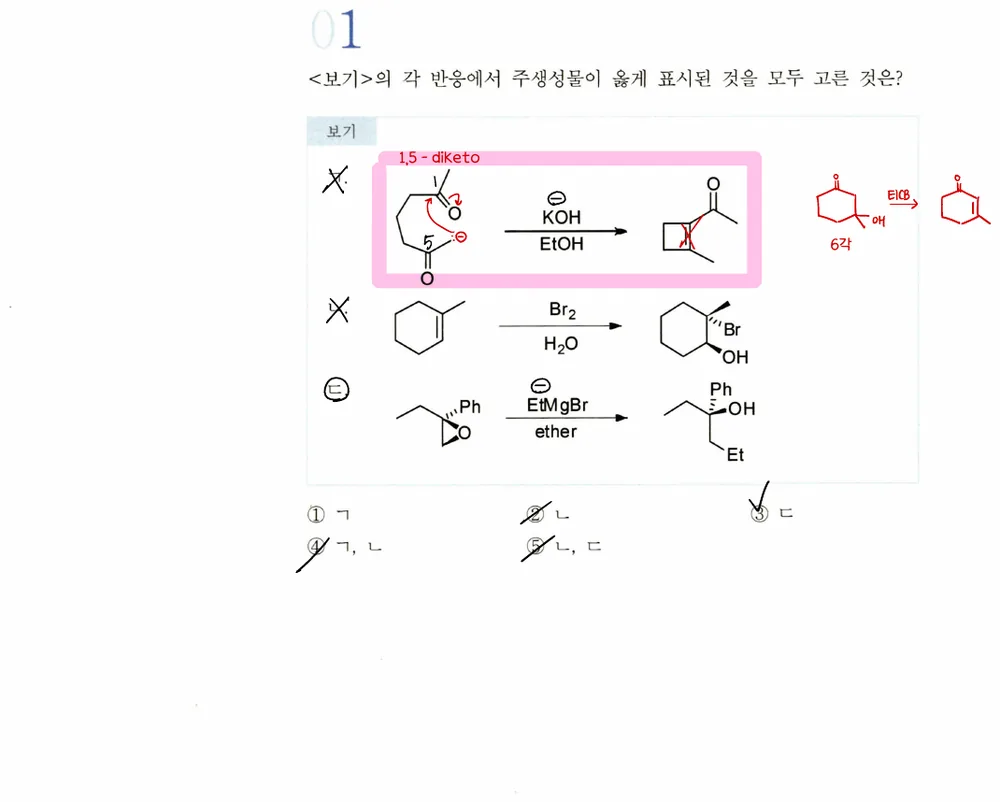 01
<보기>의 각 반응에서 주생성물이 옳게 표시된 것을 모두 고른 것은?
보기
1,5 - diketo
ㄱ.
1
O
5
O
⊖
KOH
EtOH
O
O
OH
6각
E1CB
O
ㄴ.
Br2
H2O
Br
OH
ㄷ
Ph
O
⊖
EtMgBr
ether
Ph
OH
Et
① ㄱ
② ㄴ
③ ㄷ
④ ㄱ, ㄴ
⑤ ㄴ, ㄷ